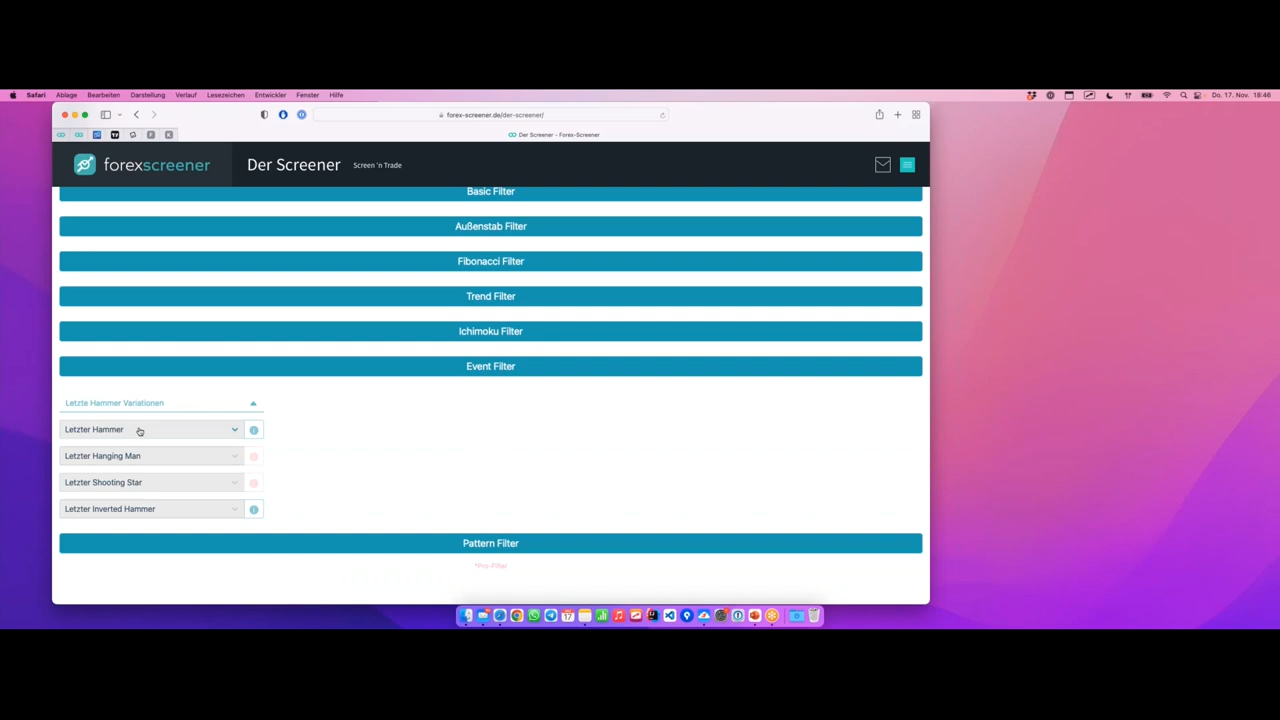 Safari Ablage Bearbeiten Darstellung Verlauf Lesezeichen Entwickler Fenster Hilfe Do. 17. Nov. 18:46
forex-screener.de/der-screener/
Der Screener - Forex-Screener
forexscreener Der Screener Screen 'n Trade
Basic Filter
Außenstab Filter
Fibonacci Filter
Trend Filter
Ichimoku Filter
Event Filter
Letzte Hammer Variationen
Letzter Hammer
Letzter Hanging Man
Letzter Shooting Star
Letzter Inverted Hammer
Pattern Filter
*Pro-Filter